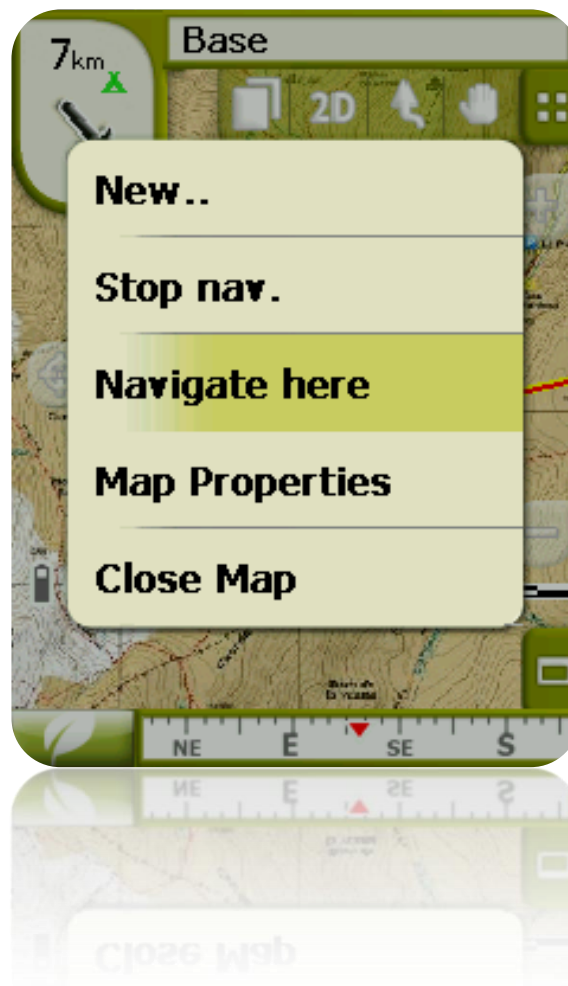 7km
Base
2D
New..
Stop nav.
Navigate here
Map Properties
Close Map
NE E SE S